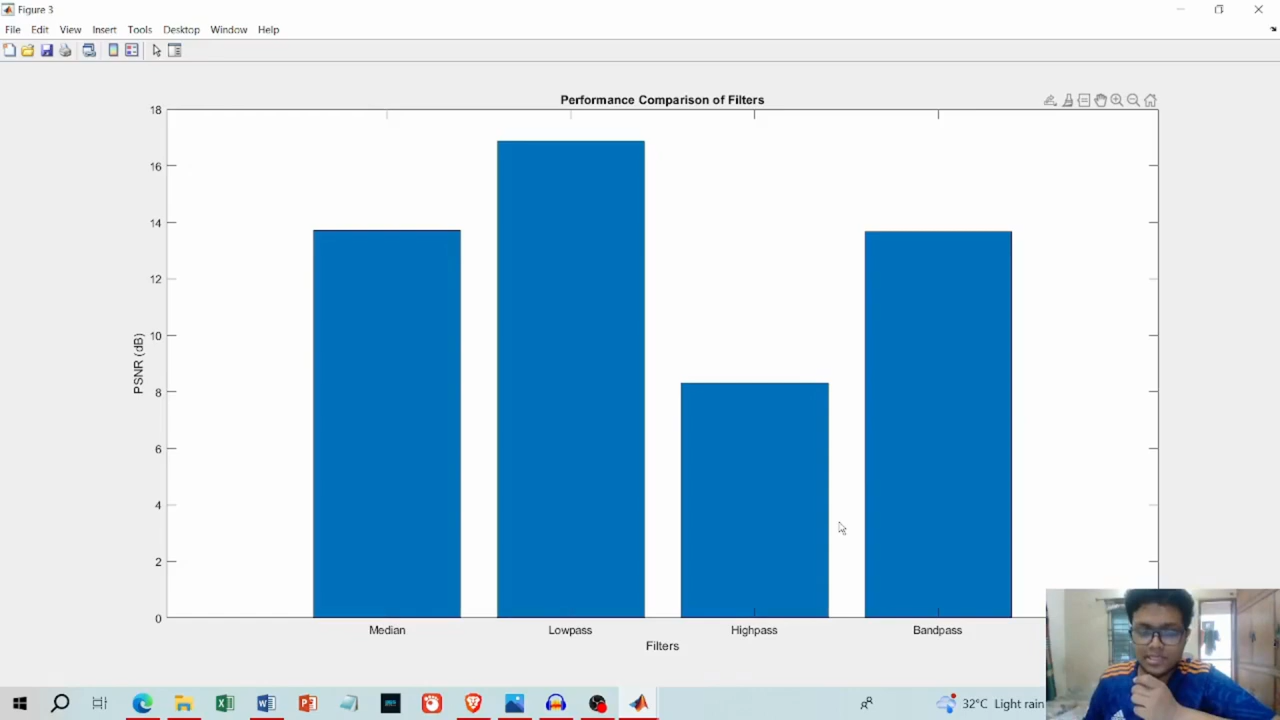 Figure 3
File Edit View Insert Tools Desktop Window Help
Performance Comparison of Filters
18
16
14
12
10
8
6
4
2
0
PSNR (dB)
Median Lowpass Highpass Bandpass
Filters
32°C Light rain